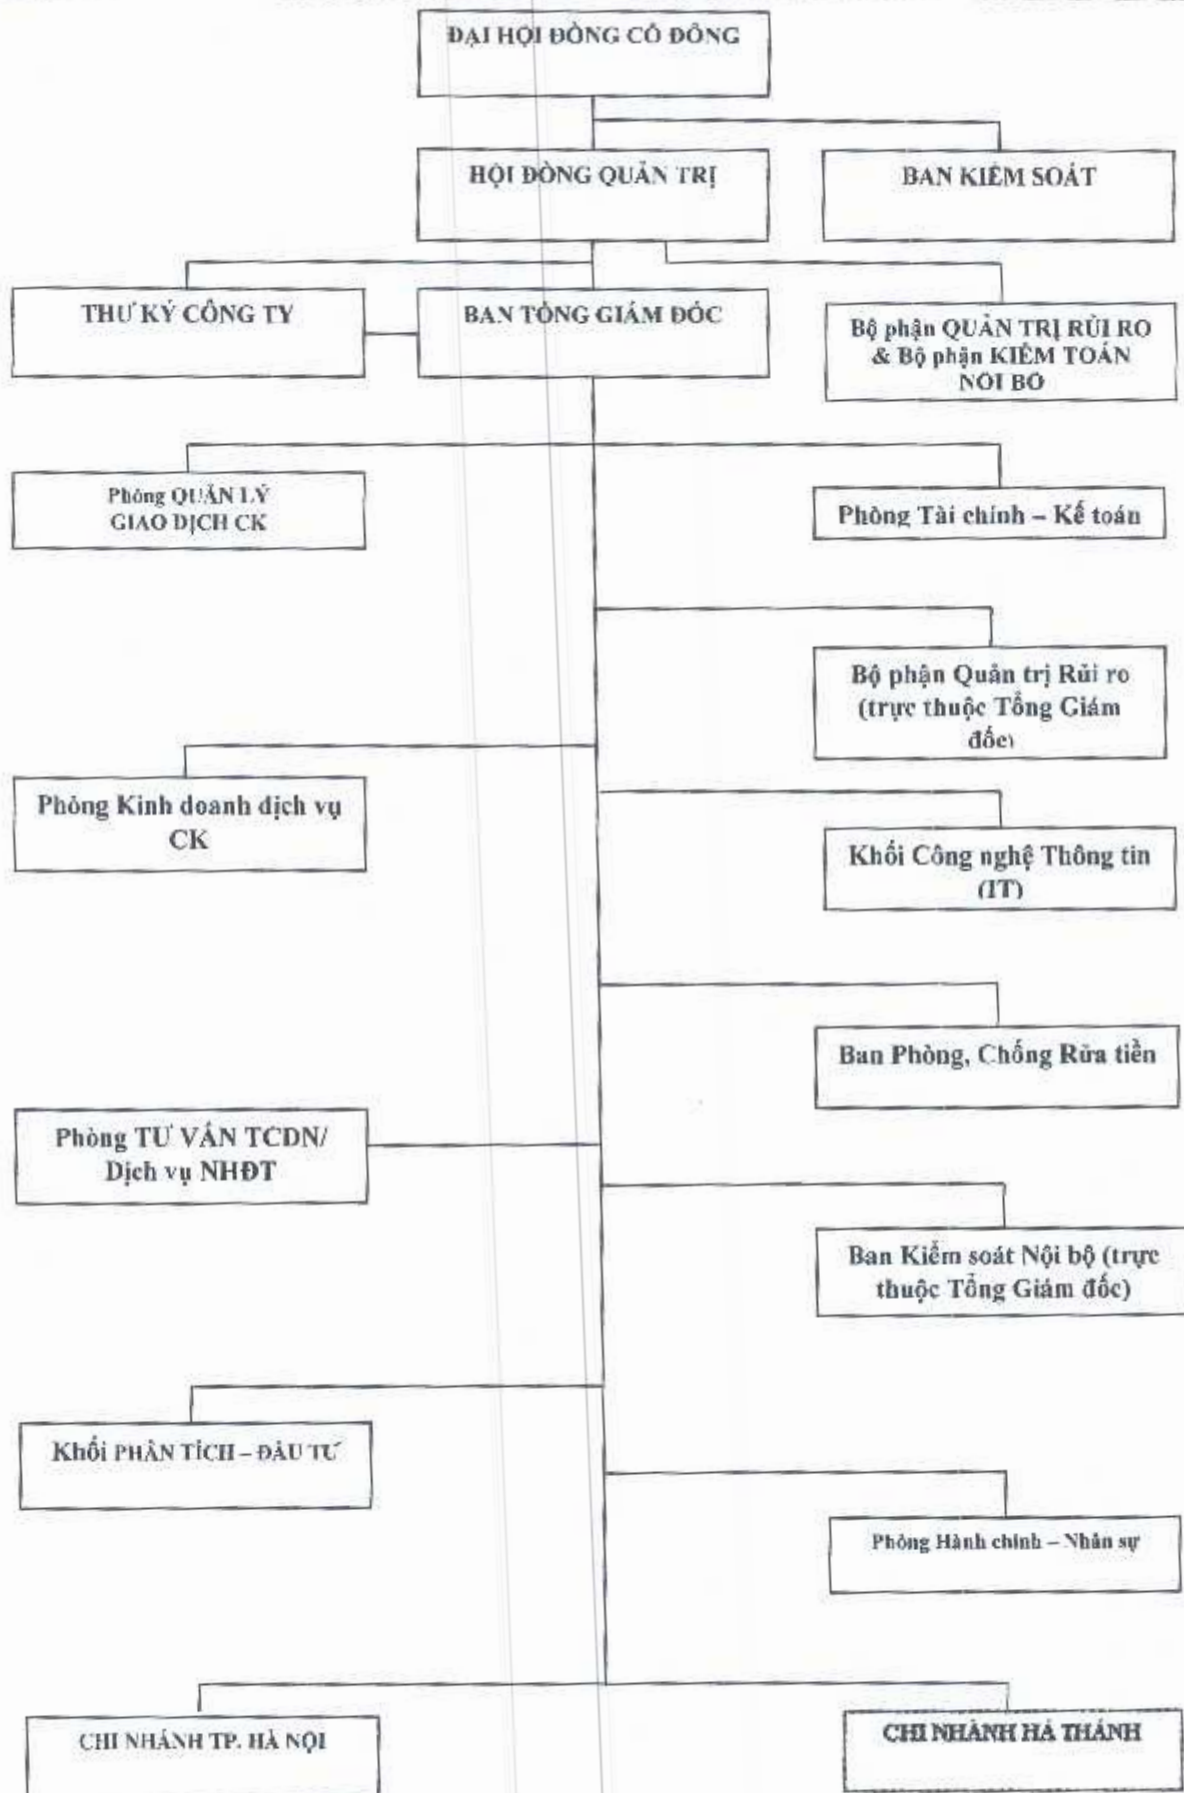 ĐẠI HỘI ĐỒNG CỔ ĐÔNG
HỘI ĐỒNG QUẢN TRỊ
BAN KIỂM SOÁT
THƯ KÝ CÔNG TY
BAN TỔNG GIÁM ĐỐC
Bộ phận QUẢN TRỊ RỦI RO
& Bộ phận KIỂM TOÁN
NỘI BỘ
Phòng QUẢN LÝ
GIAO DỊCH CK
Phòng Tài chính – Kế toán
Bộ phận Quản trị Rủi ro
(trực thuộc Tổng Giám
đốc)
Phòng Kinh doanh dịch vụ
CK
Khối Công nghệ Thông tin
(IT)
Ban Phòng, Chống Rửa tiền
Phòng TƯ VẤN TCDN/
Dịch vụ NHĐT
Ban Kiểm soát Nội bộ (trực
thuộc Tổng Giám đốc)
Khối PHÂN TÍCH – ĐẦU TƯ
Phòng Hành chính – Nhân sự
CHI NHÁNH TP. HÀ NỘI
CHI NHÁNH HÀ THÀNH